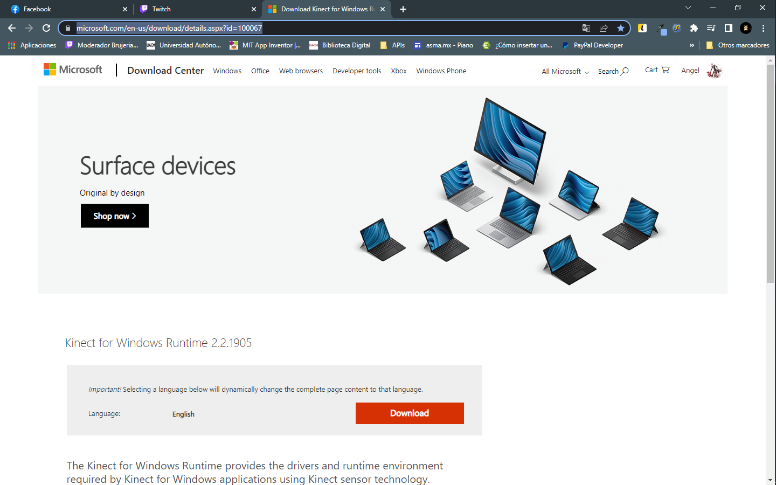 Facebook
Twitch
Download Kinect for Windows R
microsoft.com/en-us/download/details.aspx?id=100067
Aplicaciones
Moderador Brujeria...
Universidad Autóno...
MIT App Inventor |...
Biblioteca Digital
APIs
asma.mx - Piano
¿Cómo insertar un...
PayPal Developer
»
Otros marcadores
Microsoft
Download Center
Windows
Office
Web browsers
Developer tools
Xbox
Windows Phone
All Microsoft
Search
Cart
Angel
Surface devices
Original by design
Shop now >
Kinect for Windows Runtime 2.2.1905
Important! Selecting a language below will dynamically change the complete page content to that language.
Language:
English
Download
The Kinect for Windows Runtime provides the drivers and runtime environment
required by Kinect for Windows applications using Kinect sensor technology.